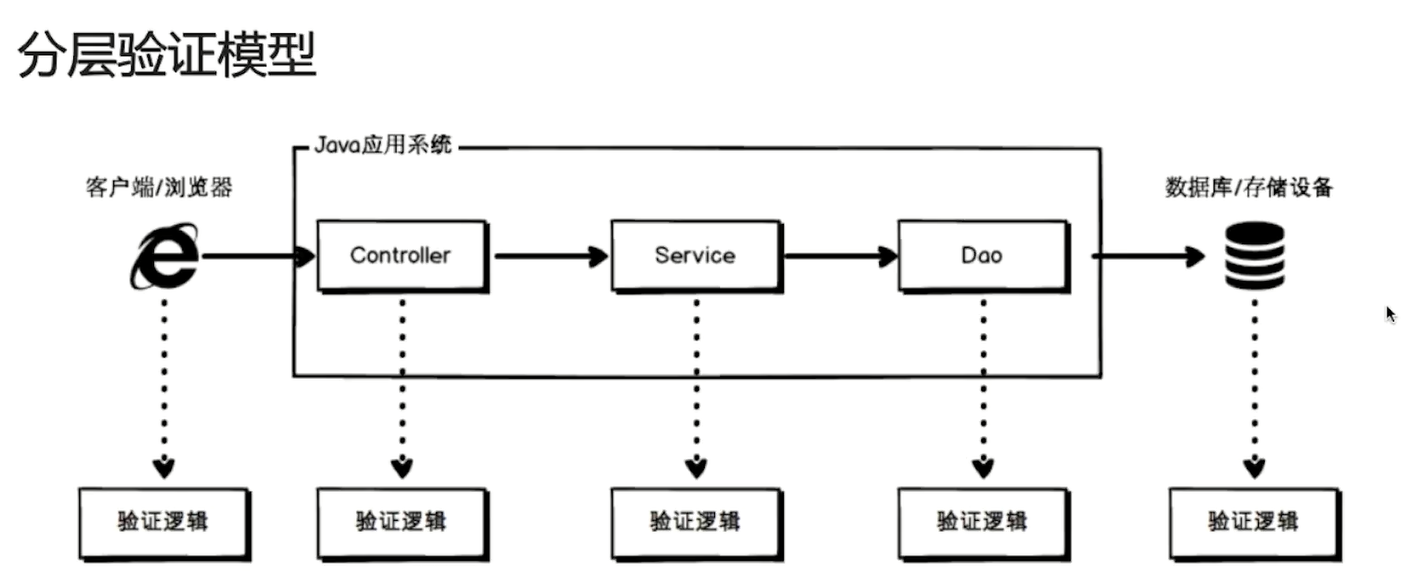 分层验证模型
Java应用系统
客户端/浏览器
数据库/存储设备
Controller
Service
Dao
验证逻辑
验证逻辑
验证逻辑
验证逻辑
验证逻辑